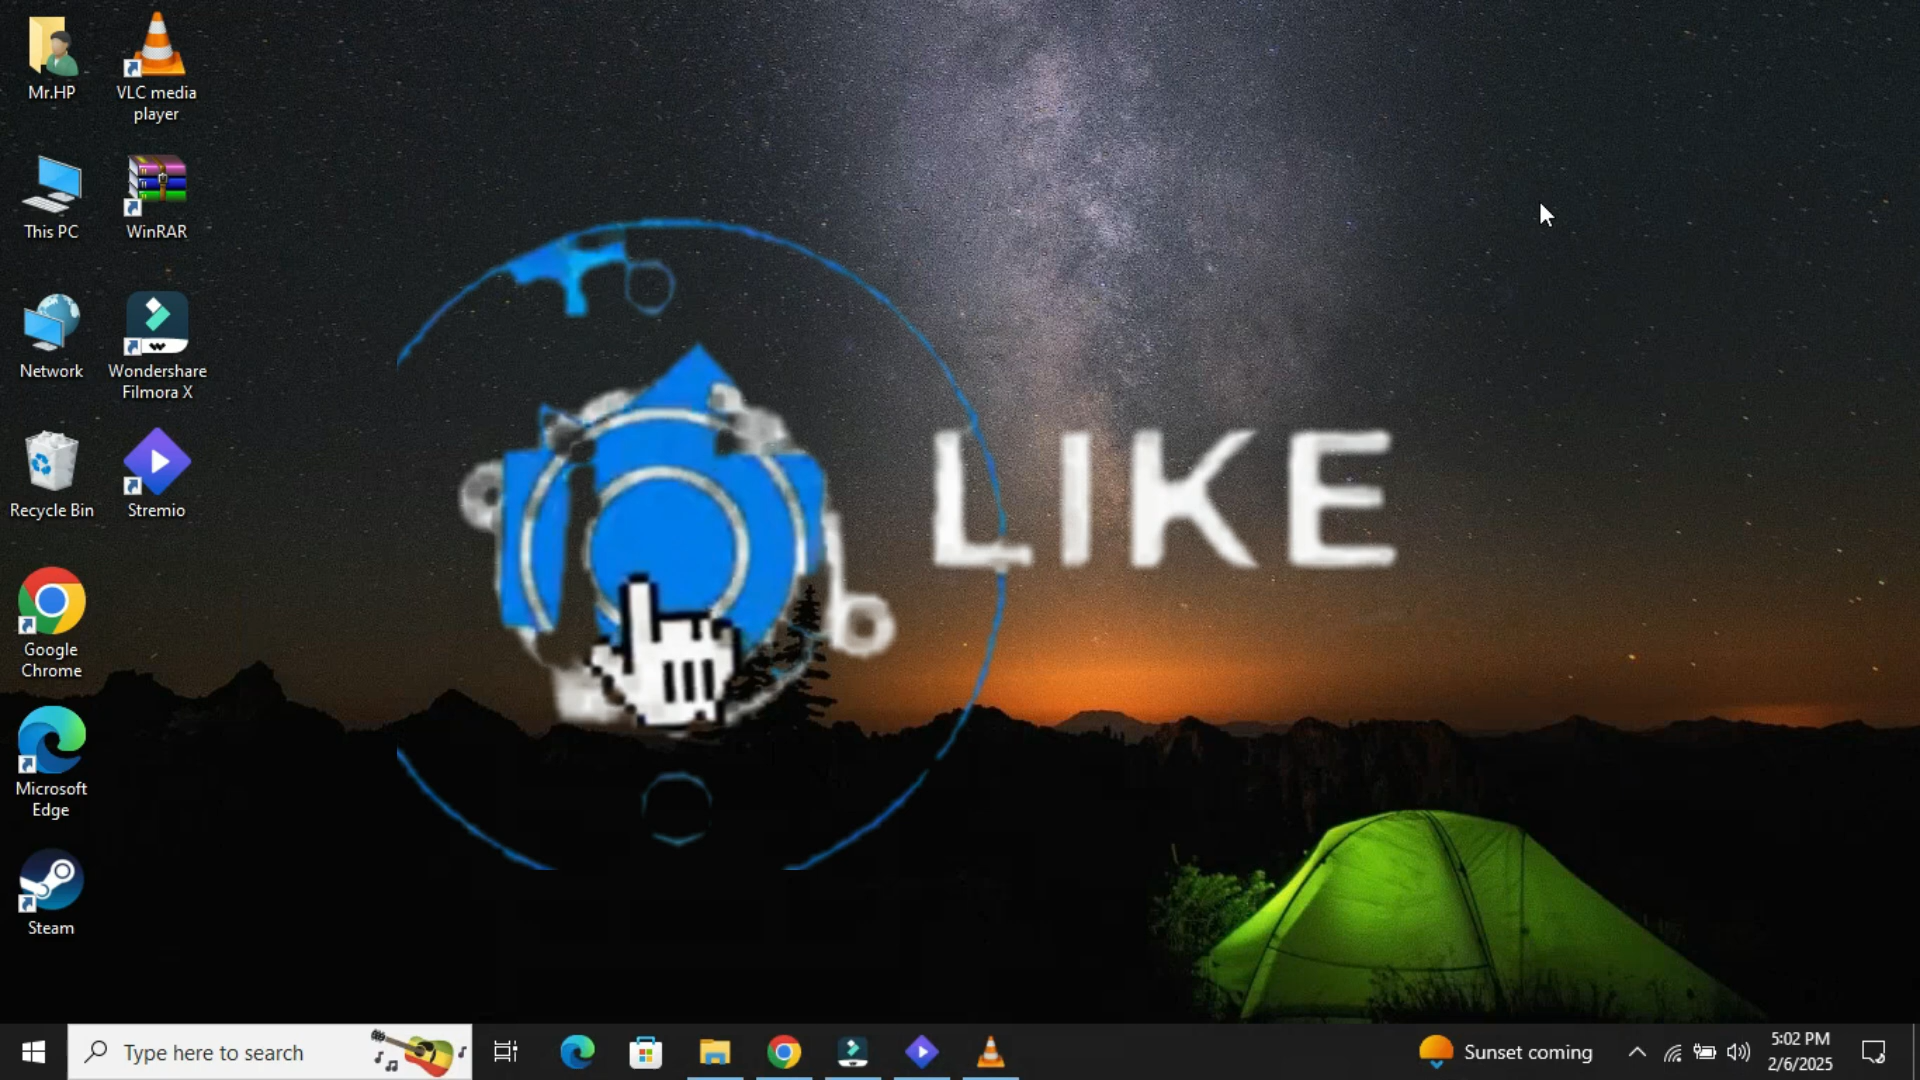 Mr.HP
VLC media
player
This PC
WinRAR
Network
Wondershare
Filmora X
Recycle Bin
Stremio
LIKE
Google
Chrome
Microsoft
Edge
Steam
Type here to search
Sunset coming
5:02 PM
2/6/2025